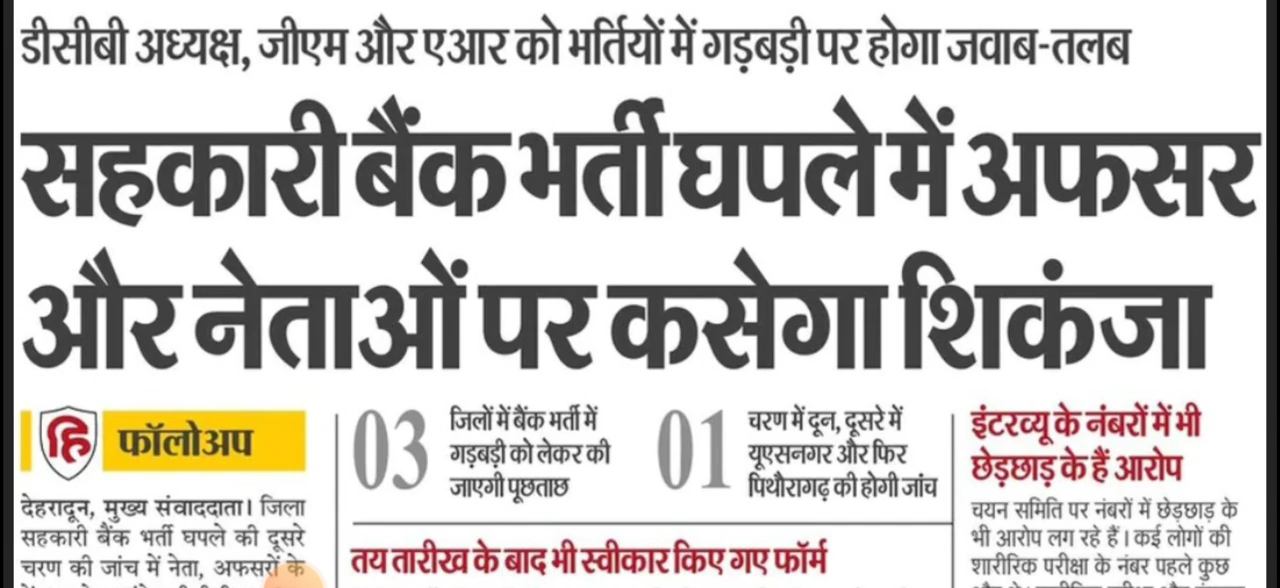 डीसीबी अध्यक्ष, जीएम और एआर को भर्तियों में गड़बड़ी पर होगा जवाब-तलब
सहकारी बैंक भर्ती घपले में अफसर
और नेताओं पर कसेगा शिकंजा
हि
फॉलोअप
देहरादून, मुख्य संवाददाता। जिला
सहकारी बैंक भर्ती घपले की दूसरे
चरण की जांच में नेता, अफसरों के
03
जिलों में बैंक भर्ती में
गड़बड़ी को लेकर की
जाएगी पूछताछ
01
चरण में दून, दूसरे में
यूएसनगर और फिर
पिथौरागढ़ की होगी जांच
तय तारीख के बाद भी स्वीकार किए गए फॉर्म
इंटरव्यू के नंबरों में भी
छेड़छाड़ के हैं आरोप
चयन समिति पर नंबरों में छेड़छाड़ के
भी आरोप लग रहे हैं। कई लोगों की
शारीरिक परीक्षा के नंबर पहले कुछ